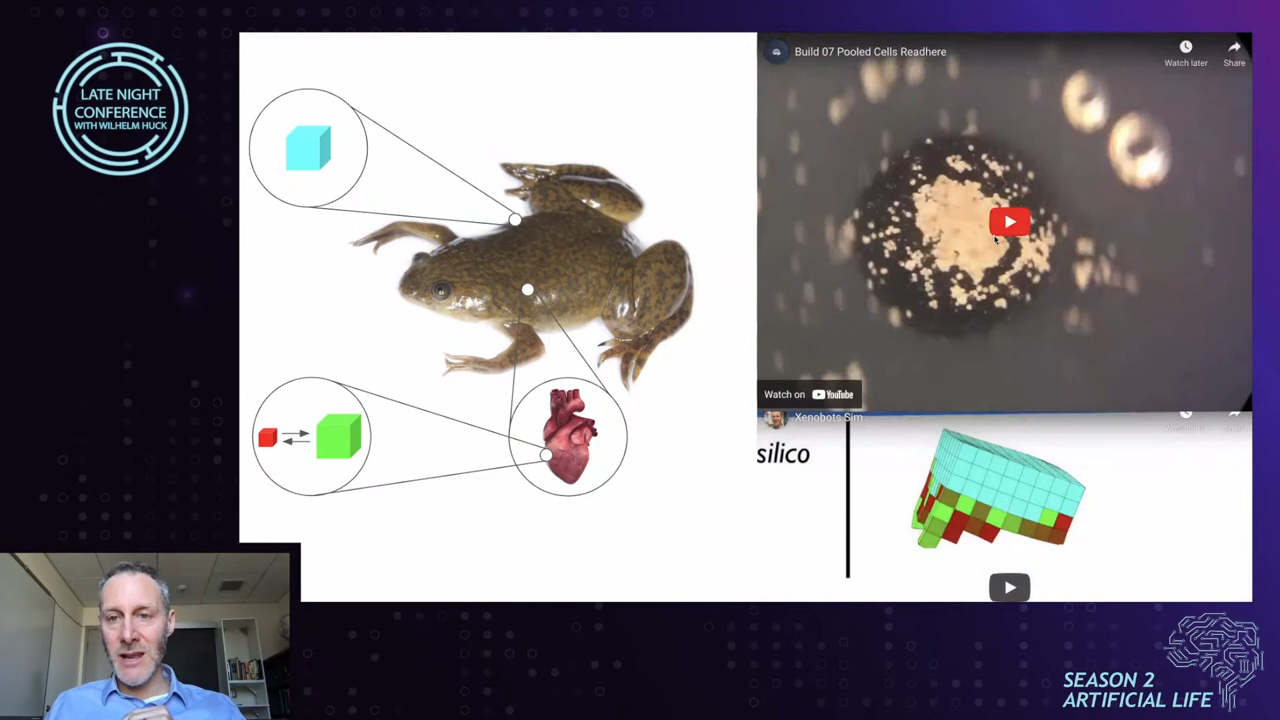 LATE NIGHT
CONFERENCE
WITH WILHELM HUCK
Build 07 Pooled Cells Readhere
Watch later
Share
Watch on YouTube
Xenobots Sim
silico
SEASON 2
ARTIFICIAL LIFE